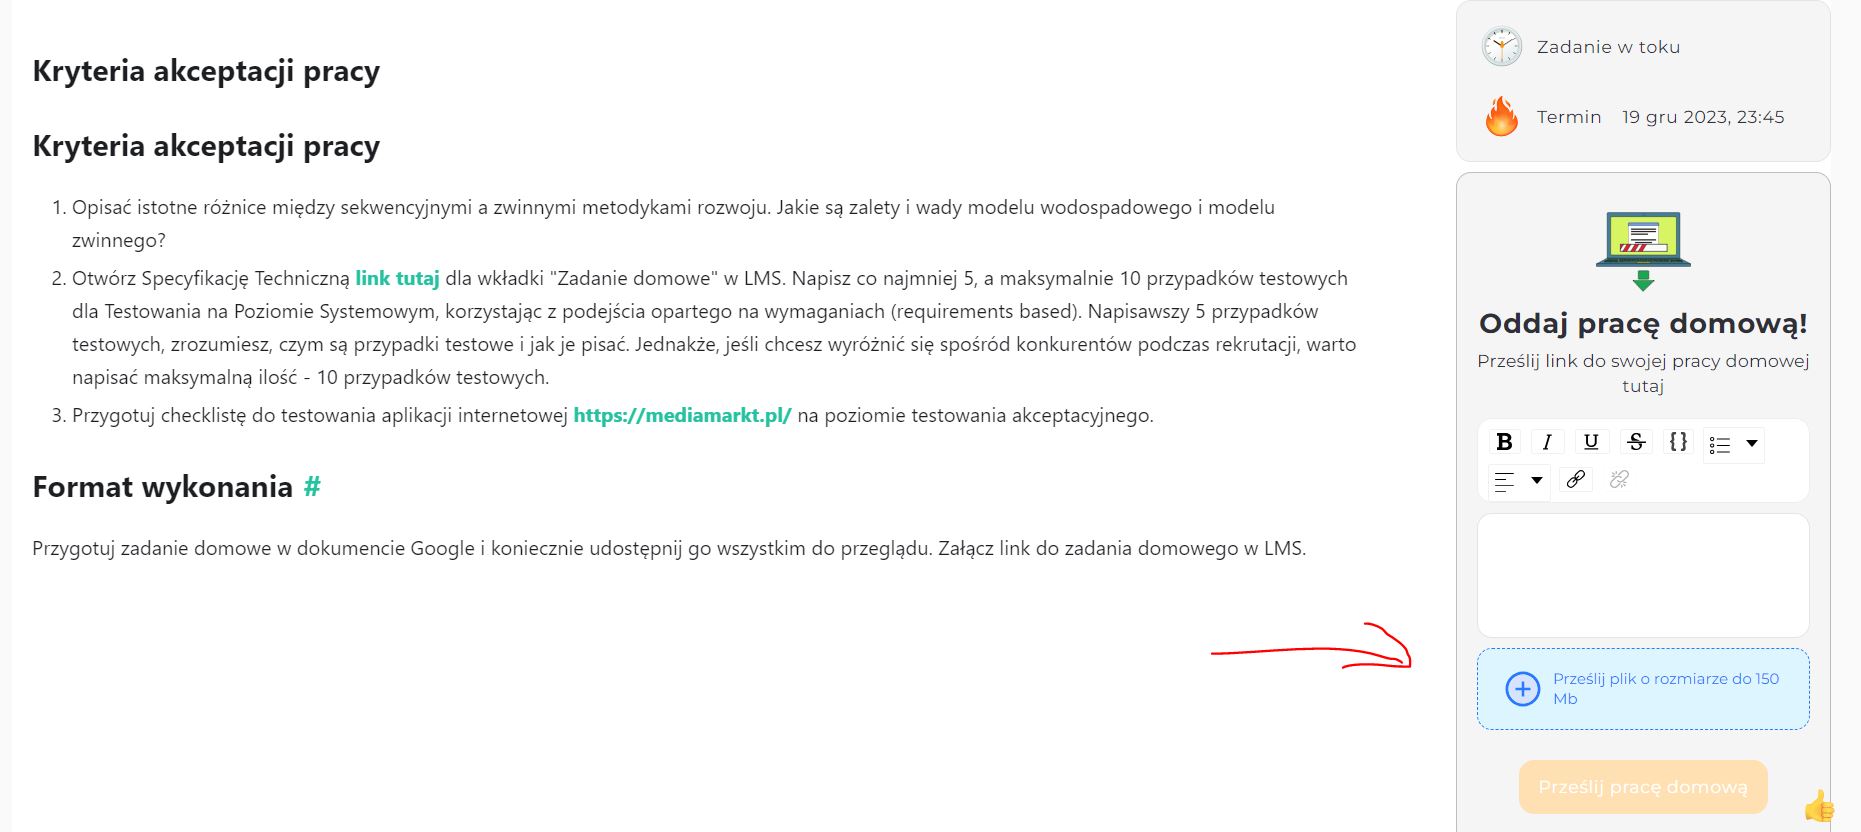 Kryteria akceptacji pracy
Kryteria akceptacji pracy
1. Opisać istotne różnice między sekwencyjnymi a zwinnymi metodykami rozwoju. Jakie są zalety i wady modelu wodospadowego i modelu
zwinnego?
2. Otwórz Specyfikację Techniczną link tutaj dla wkładki "Zadanie domowe" w LMS. Napisz co najmniej 5, a maksymalnie 10 przypadków testowych
dla Testowania na Poziomie Systemowym, korzystając z podejścia opartego na wymaganiach (requirements based). Napisawszy 5 przypadków
testowych, zrozumiesz, czym są przypadki testowe i jak je pisać. Jednakże, jeśli chcesz wyróżnić się spośród konkurentów podczas rekrutacji, warto
napisać maksymalną ilość - 10 przypadków testowych.
3. Przygotuj checklistę do testowania aplikacji internetowej https://mediamarkt.pl/ na poziomie testowania akceptacyjnego.
Format wykonania #
Przygotuj zadanie domowe w dokumencie Google i koniecznie udostępnij go wszystkim do przeglądu. Załącz link do zadania domowego w LMS.
Zadanie w toku
Termin 19 gru 2023, 23:45
Oddaj pracę domową!
Prześlij link do swojej pracy domowej
tutaj
B I U S {}
Prześlij plik o rozmiarze do 150
Mb
Prześlij pracę domową